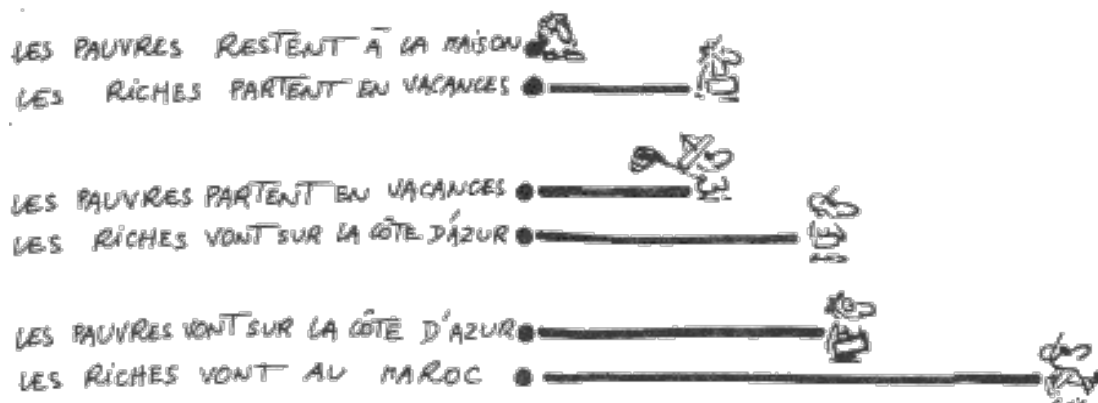 LES PAUVRES RESTENT À LA MAISON
LES RICHES PARTENT EN VACANCES
LES PAUVRES PARTENT EN VACANCES
LES RICHES VONT SUR LA CÔTE D'AZUR
LES PAUVRES VONT SUR LA CÔTE D'AZUR
LES RICHES VONT AU MAROC